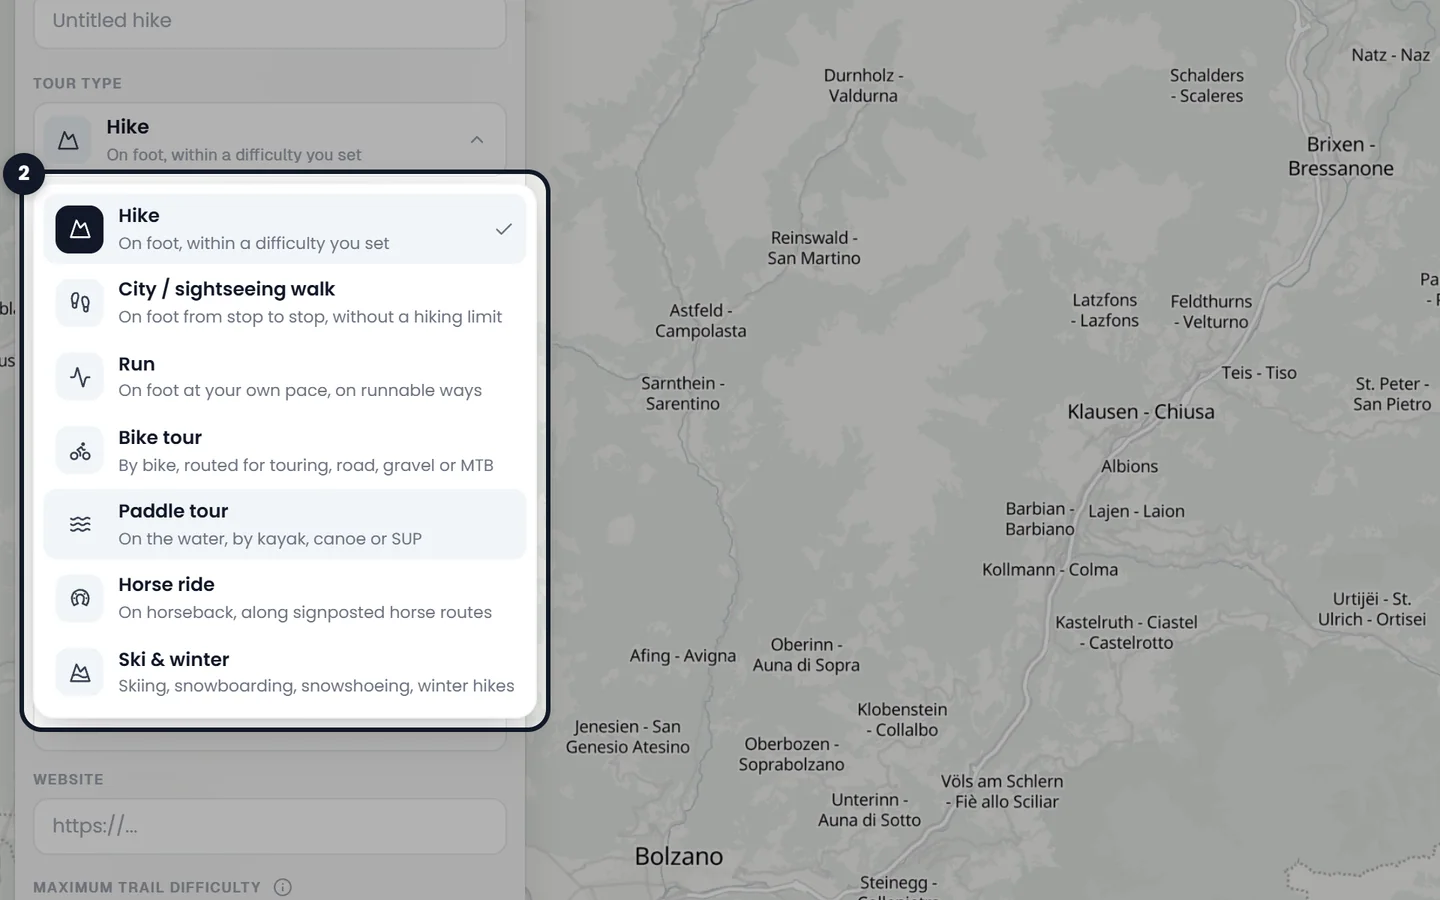 Untitled hike
TOUR TYPE
Hike
On foot, within a difficulty you set
2
Hike
On foot, within a difficulty you set
City / sightseeing walk
On foot from stop to stop, without a hiking limit
Run
On foot at your own pace, on runnable ways
Bike tour
By bike, routed for touring, road, gravel or MTB
Paddle tour
On the water, by kayak, canoe or SUP
Horse ride
On horseback, along signposted horse routes
Ski & winter
Skiing, snowboarding, snowshoeing, winter hikes
WEBSITE
https://...
MAXIMUM TRAIL DIFFICULTY
Natz - Naz
Durnholz -
Valdurna
Schalders
- Scaleres
Brixen -
Bressanone
Reinswald -
San Martino
Astfeld -
Campolasta
Latzfons
- Lazfons
Feldthurns
- Velturno
Teis - Tiso
Sarnthein -
Sarentino
St. Peter -
San Pietro
Klausen - Chiusa
Albions
Barbian -
Barbiano
Lajen - Laion
Kollmann - Colma
Urtijëi - St.
Ulrich - Ortisei
Kastelruth - Ciastel
- Castelrotto
Afing - Avigna
Oberinn -
Auna di Sopra
Klobenstein
- Collalbo
Jenesien - San
Genesio Atesino
Oberbozen -
Soprabolzano
Völs am Schlern
- Fiè allo Sciliar
Unterinn -
Auna di Sotto
Bolzano
Steinegg -